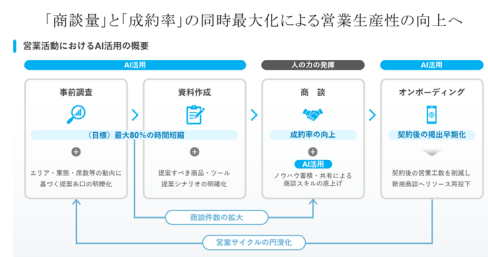 「商談量」と「成約率」の同時最大化による営業生産性の向上へ
営業活動におけるAI活用の概要
AI活用
人の力の発揮
AI活用
事前調査
資料作成
商談
オンボーディング
（目標）最大80%の時間短縮
成約率の向上
契約後の掲出早期化
AI活用
エリア・業態・席数等の動向に
基づく提案糸口の明瞭化
提案すべき商品・ツール
提案シナリオの明確化
ノウハウ蓄積・共有による
商談スキルの底上げ
契約後の営業工数を削減し
新規商談へリソース再投下
商談件数の拡大
営業サイクルの円滑化